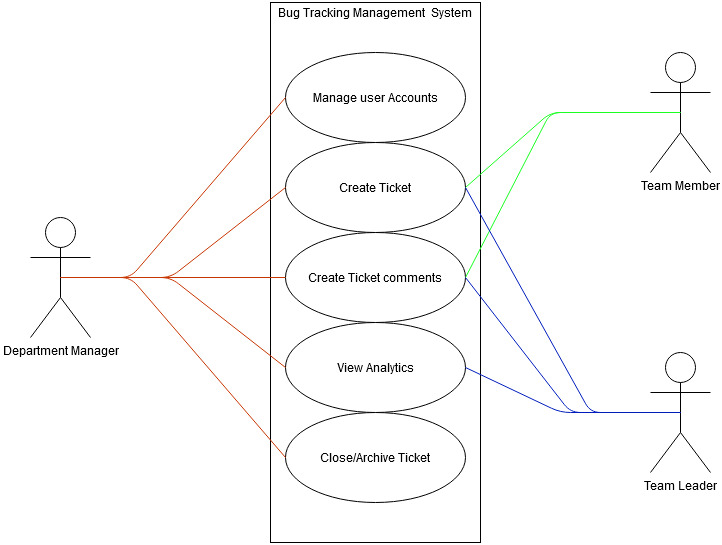 Bug Tracking Management  System
Manage user Accounts
Create Ticket
Team Member
Create Ticket comments
Department Manager
View Analytics
Close/Archive Ticket
Team Leader